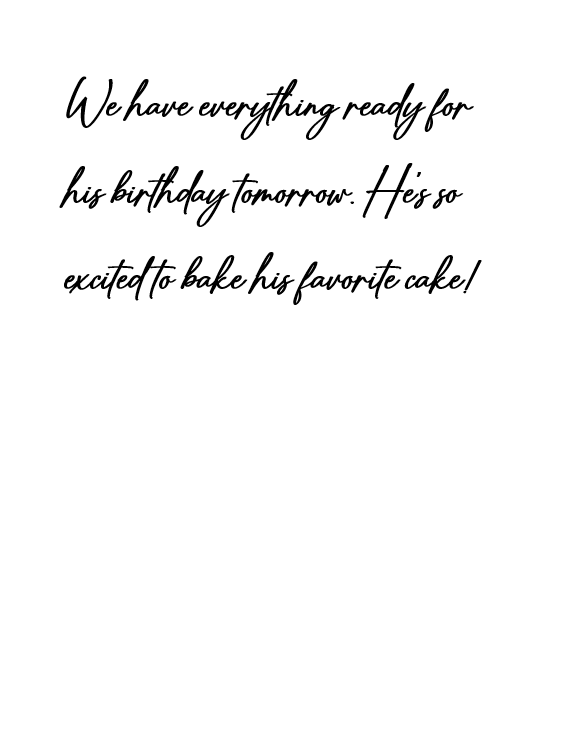 We have everything ready for
his birthday tomorrow. He's so
excited to bake his favorite cake!